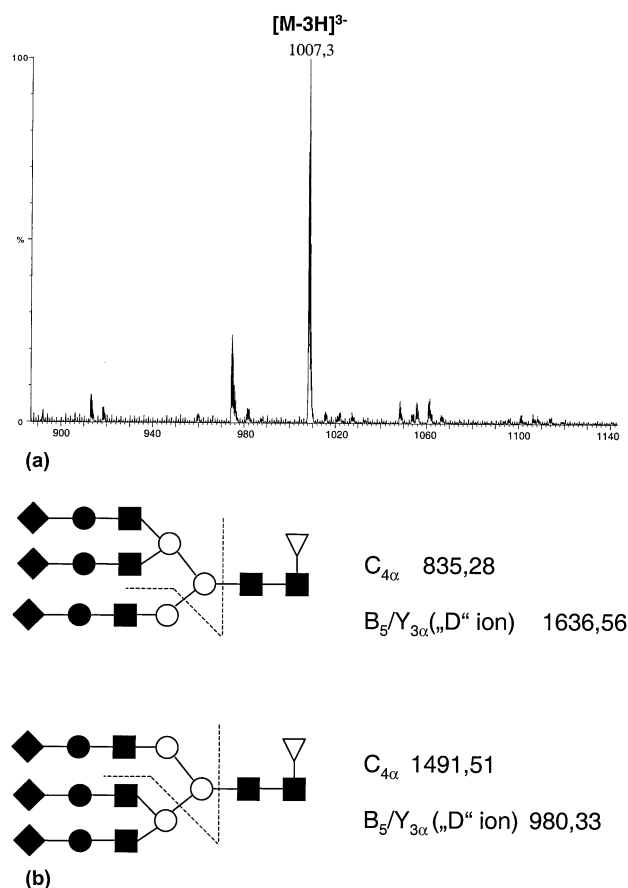 [M-3H]3-
1007,3
100
%
0
900 940 980 1020 1060 1100 1140
(a)
C4α 835,28
B5/Y3α(„D“ ion) 1636,56
C4α 1491,51
B5/Y3α(„D“ ion) 980,33
(b)